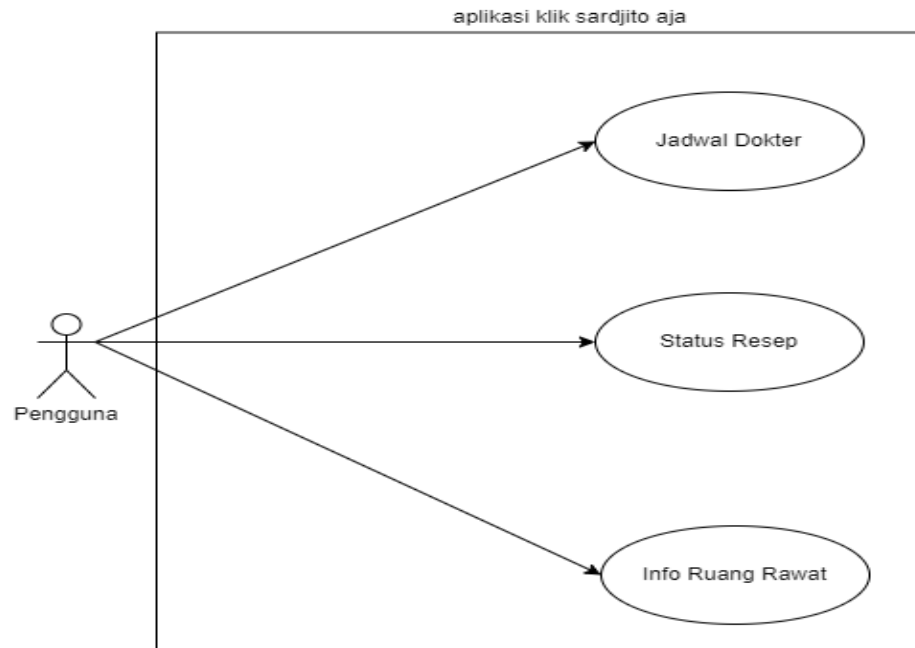 aplikasi klik sardjito aja
Jadwal Dokter
Status Resep
Pengguna
Info Ruang Rawat